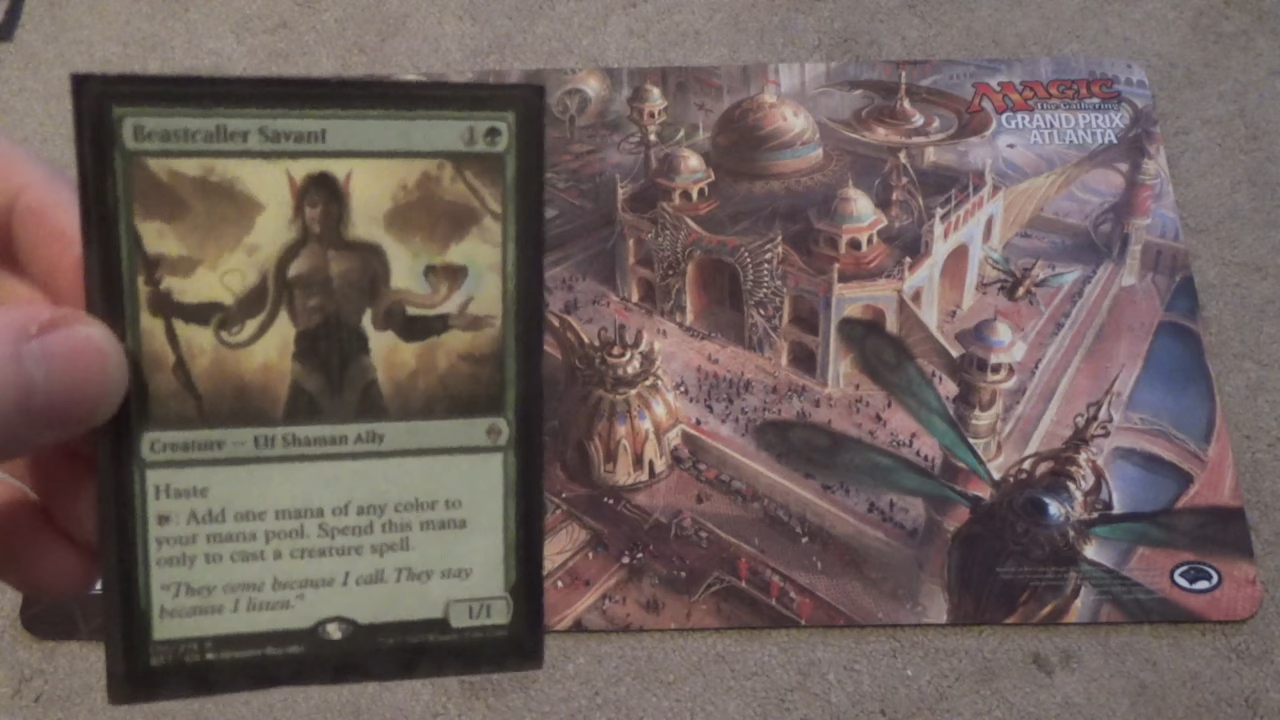 Beastcaller Savant 1
Creature — Elf Shaman Ally
Haste
: Add one mana of any color to
your mana pool. Spend this mana
only to cast a creature spell.
"They come because I call. They stay
because I listen."
1/1
MAGIC
The Gathering
GRAND PRIX
ATLANTA